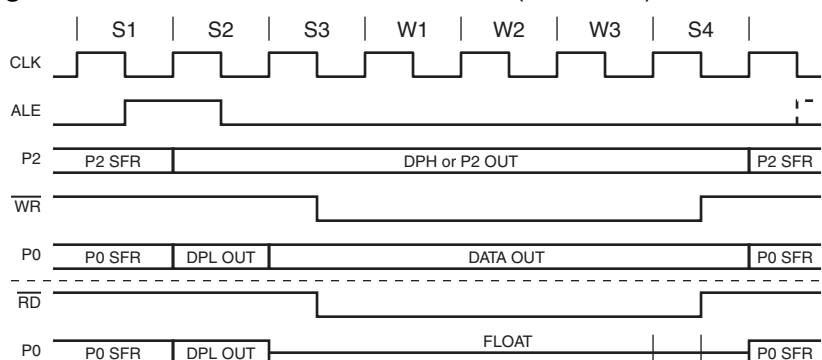 S1 S2 S3 W1 W2 W3 S4
CLK
ALE
P2 P2 SFR DPH or P2 OUT P2 SFR
WR
P0 P0 SFR DPL OUT DATA OUT P0 SFR
RD
P0 P0 SFR DPL OUT FLOAT P0 SFR